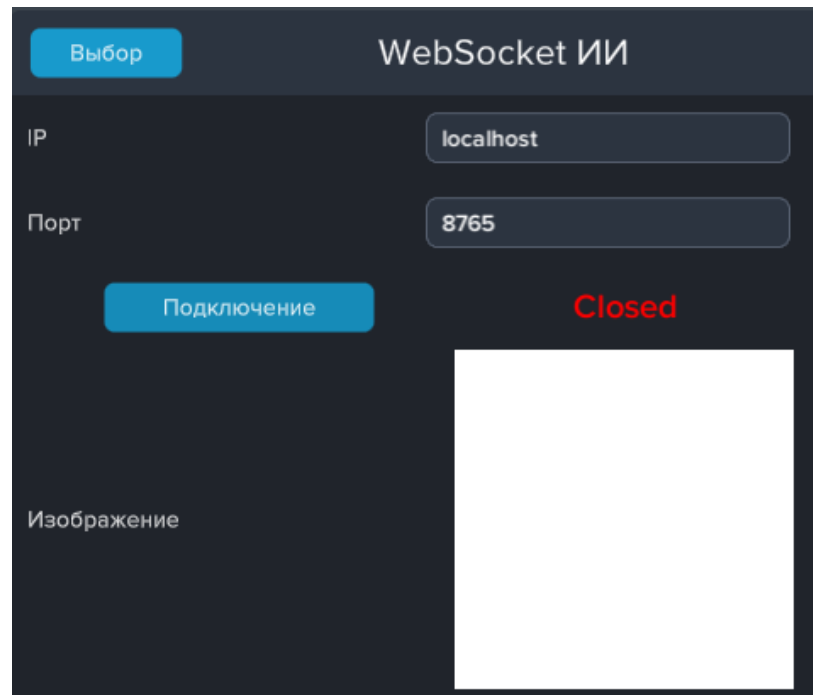 Выбор
WebSocket ИИ
IP
localhost
Порт
8765
Подключение
Closed
Изображение